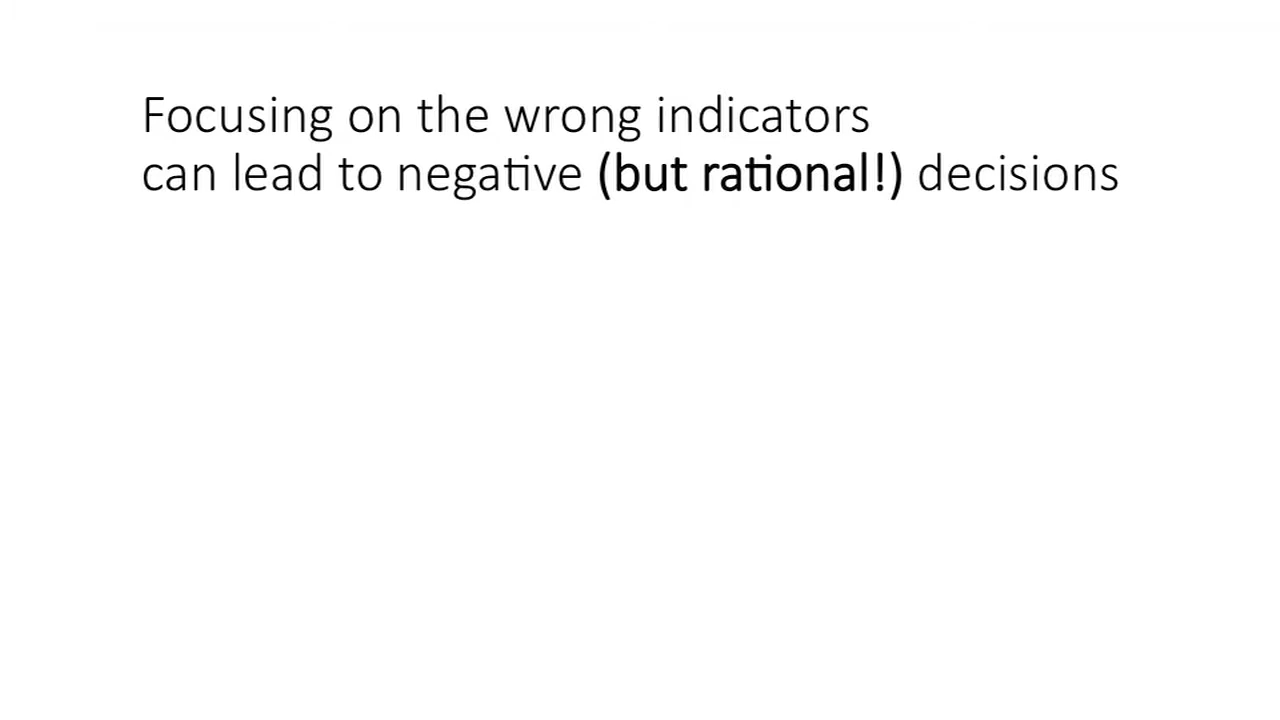 Focusing on the wrong indicators
can lead to negative (but rational!) decisions